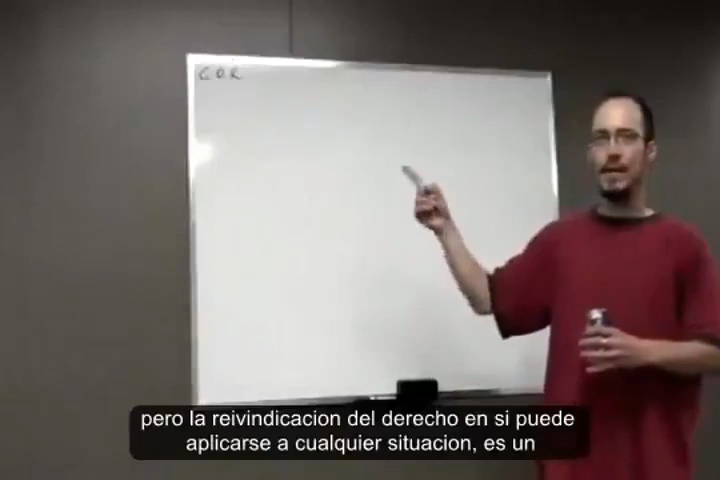 COR
pero la reivindicacion del derecho en si puede
aplicarse a cualquier situacion, es un